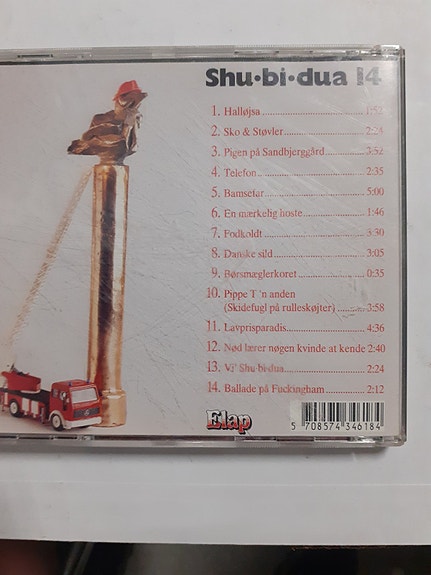 Shu·bi·dua 14
1. Halløjsa 1:52
2. Sko & Støvler 2:24
3. Pigen på Sandbjerggård 3:52
4. Telefon 2:35
5. Bamsefar 5:00
6. En mærkelig hoste 1:46
7. Fodkoldt 3:30
8. Danske sild 3:05
9. Børsmæglerkoret 0:35
10. Pippe T 'n anden
(Skidefugl på rulleskøjter) 3:58
11. Lavprisparadis 4:36
12. Nød lærer nøgen kvinde at kende 2:40
13. Vi' Shu-bi-dua 2:24
14. Ballade på Fuckingham 2:12
Elap
5 708574 346184